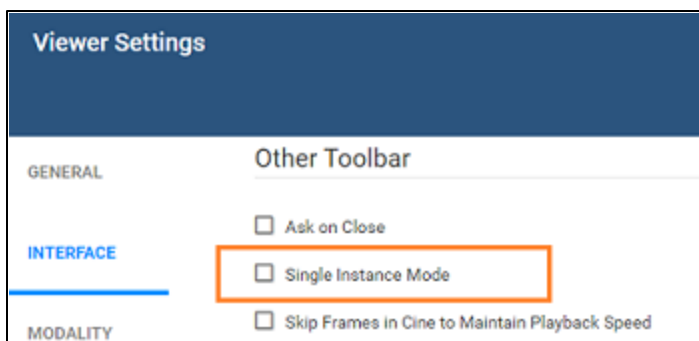 Viewer Settings
GENERAL
Other Toolbar
Ask on Close
INTERFACE
Single Instance Mode
MODALITY
Skip Frames in Cine to Maintain Playback Speed